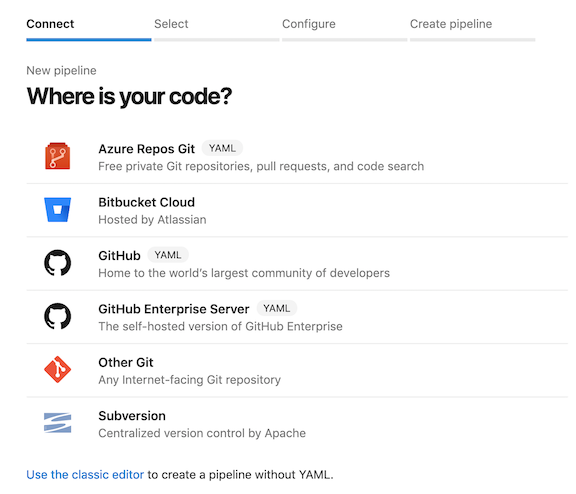 Connect Select Configure Create pipeline
New pipeline
Where is your code?
Azure Repos Git YAML
Free private Git repositories, pull requests, and code search
Bitbucket Cloud
Hosted by Atlassian
GitHub YAML
Home to the world's largest community of developers
GitHub Enterprise Server YAML
The self-hosted version of GitHub Enterprise
Other Git
Any Internet-facing Git repository
Subversion
Centralized version control by Apache
Use the classic editor to create a pipeline without YAML.